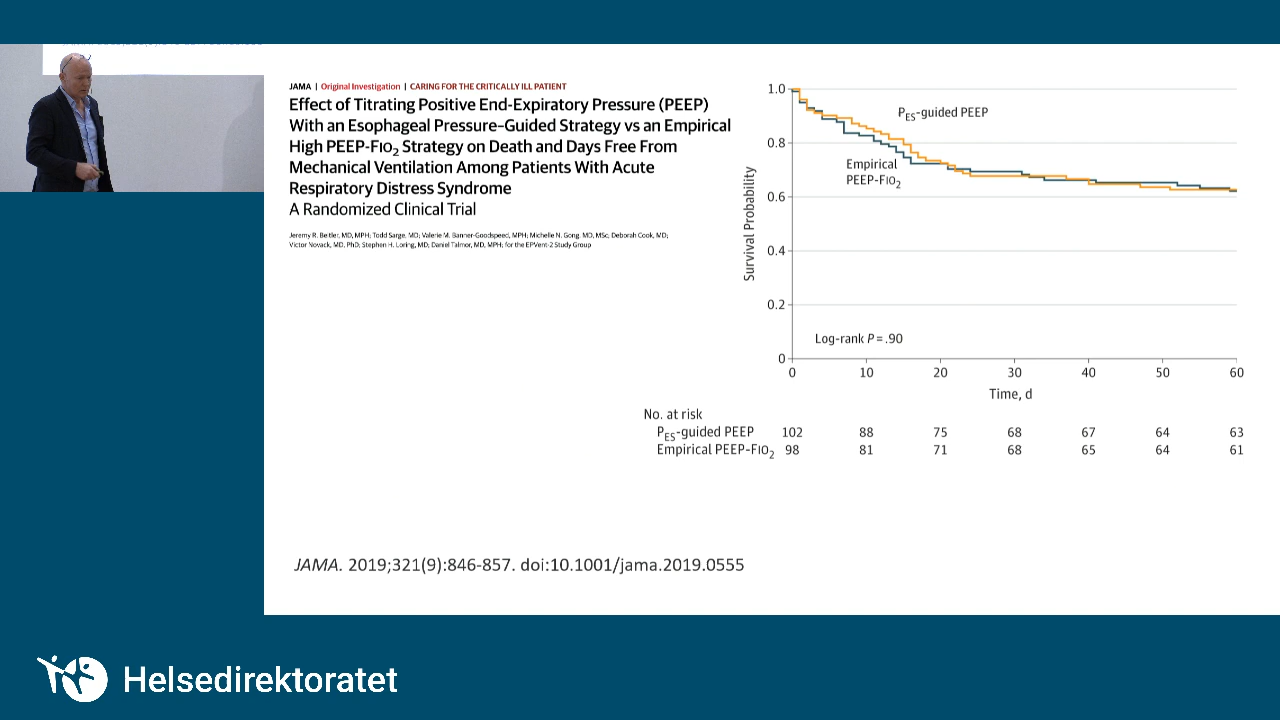 JAMA | Original Investigation | CARING FOR THE CRITICALLY ILL PATIENT
Effect of Titrating Positive End-Expiratory Pressure (PEEP)
With an Esophageal Pressure–Guided Strategy vs an Empirical
High PEEP-FIO2 Strategy on Death and Days Free From
Mechanical Ventilation Among Patients With Acute
Respiratory Distress Syndrome
A Randomized Clinical Trial
Jeremy R. Beitler, MD, MPH; Todd Sarge, MD; Valerie M. Banner-Goodspeed, MPH; Michelle N. Gong, MD, MSc; Deborah Cook, MD;
Victor Novack, MD, PhD; Stephen H. Loring, MD; Daniel Talmor, MD, MPH; for the EPVent-2 Study Group
1.0
0.8
0.6
0.4
0.2
0
Survival Probability
PES-guided PEEP
Empirical
PEEP-FIO2
Log-rank P = .90
0 10 20 30 40 50 60
Time, d
No. at risk
PES-guided PEEP 102 88 75 68 67 64 63
Empirical PEEP-FIO2 98 81 71 68 65 64 61
JAMA. 2019;321(9):846-857. doi:10.1001/jama.2019.0555
Helsedirektoratet